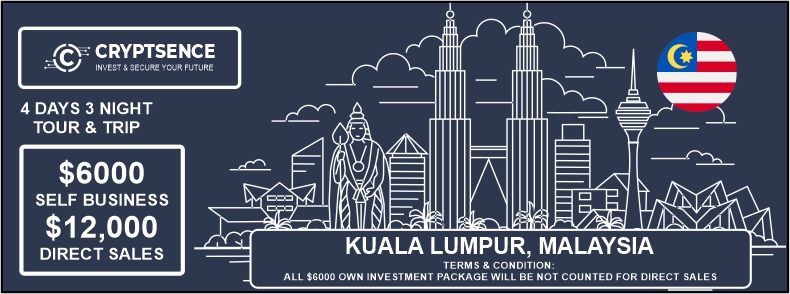 CRYPTSENCE
INVEST & SECURE YOUR FUTURE
4 DAYS 3 NIGHT
TOUR & TRIP
$6000
SELF BUSINESS
$12,000
DIRECT SALES
KUALA LUMPUR, MALAYSIA
TERMS & CONDITION:
ALL $6000 OWN INVESTMENT PACKAGE WILL BE NOT COUNTED FOR DIRECT SALES